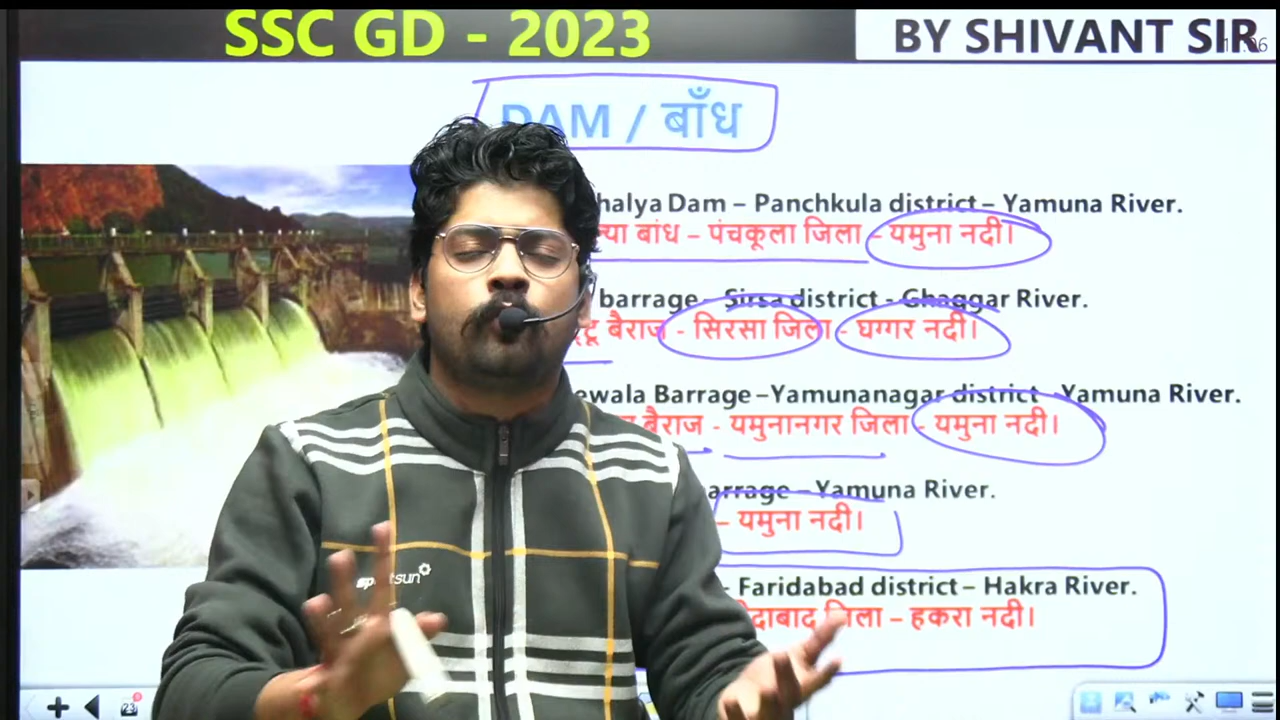 SSC GD - 2023
BY SHIVANT SIR
DAM / बाँध
halya Dam – Panchkula district – Yamuna River.
या बांध – पंचकूला जिला - यमुना नदी।
barrage - Sirsa district - Ghaggar River.
टू बैराज - सिरसा जिला - घग्गर नदी।
ewala Barrage –Yamunanagar district -Yamuna River.
बैराज - यमुनानगर जिला - यमुना नदी।
arrage – Yamuna River.
– यमुना नदी।
- Faridabad district – Hakra River.
दाबाद जिला – हकरा नदी।
23